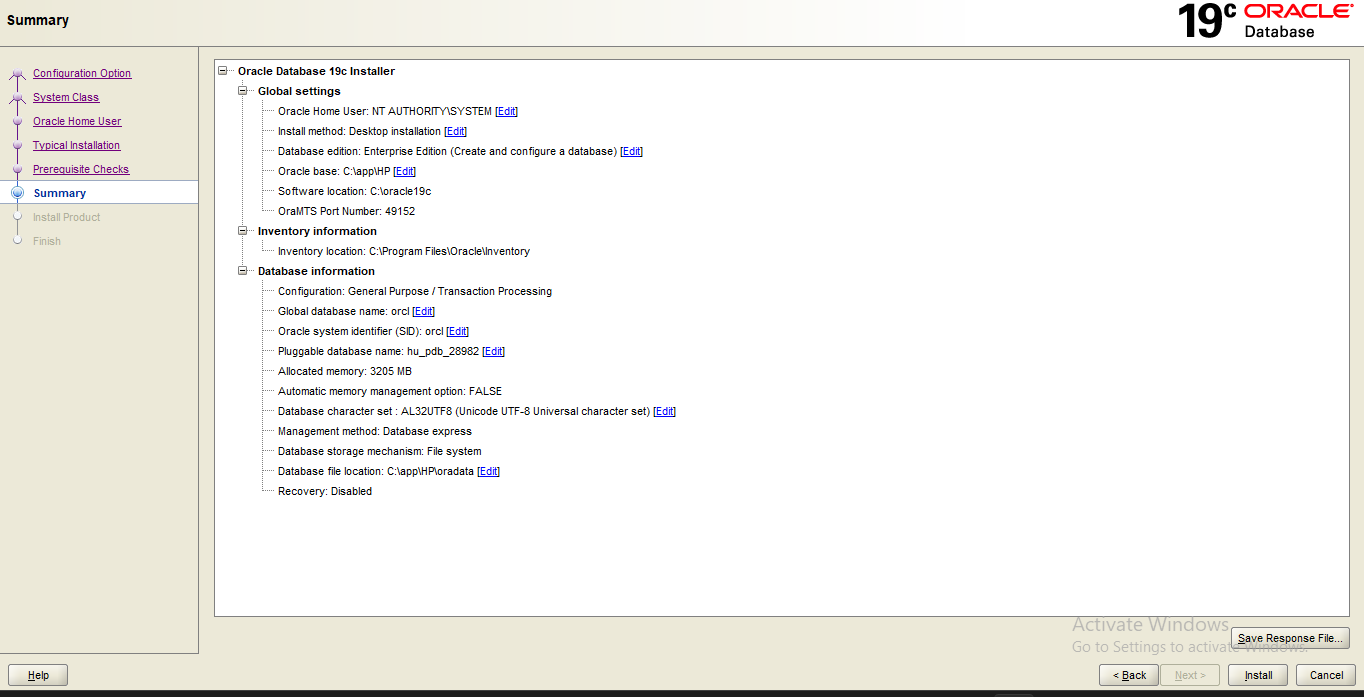 Summary
19c ORACLE
Database
Configuration Option
System Class
Oracle Home User
Typical Installation
Prerequisite Checks
Summary
Install Product
Finish
Oracle Database 19c Installer
Global settings
Oracle Home User: NT AUTHORITY\SYSTEM [Edit]
Install method: Desktop installation [Edit]
Database edition: Enterprise Edition (Create and configure a database) [Edit]
Oracle base: C:\app\HP [Edit]
Software location: C:\oracle19c
OraMTS Port Number: 49152
Inventory information
Inventory location: C:\Program Files\Oracle\Inventory
Database information
Configuration: General Purpose / Transaction Processing
Global database name: orcl [Edit]
Oracle system identifier (SID): orcl [Edit]
Pluggable database name: hu_pdb_28982 [Edit]
Allocated memory: 3205 MB
Automatic memory management option: FALSE
Database character set : AL32UTF8 (Unicode UTF-8 Universal character set) [Edit]
Management method: Database express
Database storage mechanism: File system
Database file location: C:\app\HP\oradata [Edit]
Recovery: Disabled
Activate Windows
Go to Settings to activate Windows.
Save Response File...
Help
< Back
Next >
Install
Cancel